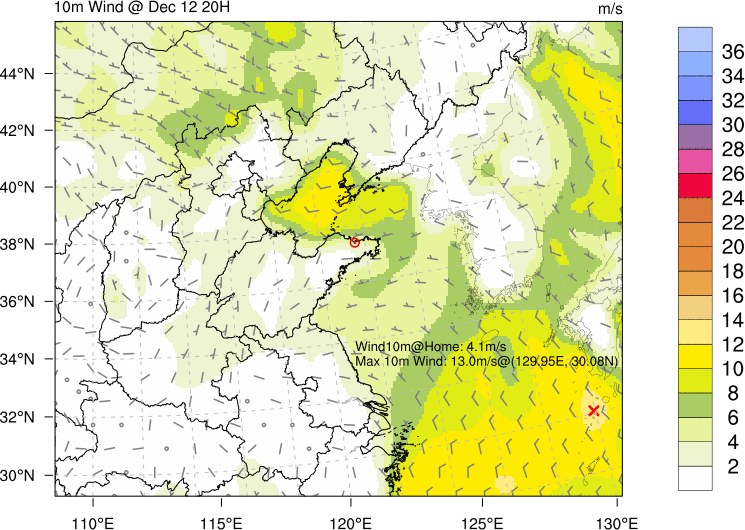 10m Wind @ Dec 12 20H
m/s
44°N
42°N
40°N
38°N
36°N
34°N
32°N
30°N
110°E
115°E
120°E
125°E
130°E
Wind10m@Home: 4.1m/s
Max 10m Wind: 13.0m/s@(129.95E, 30.08N)
36
34
32
30
28
26
24
22
20
18
16
14
12
10
8
6
4
2